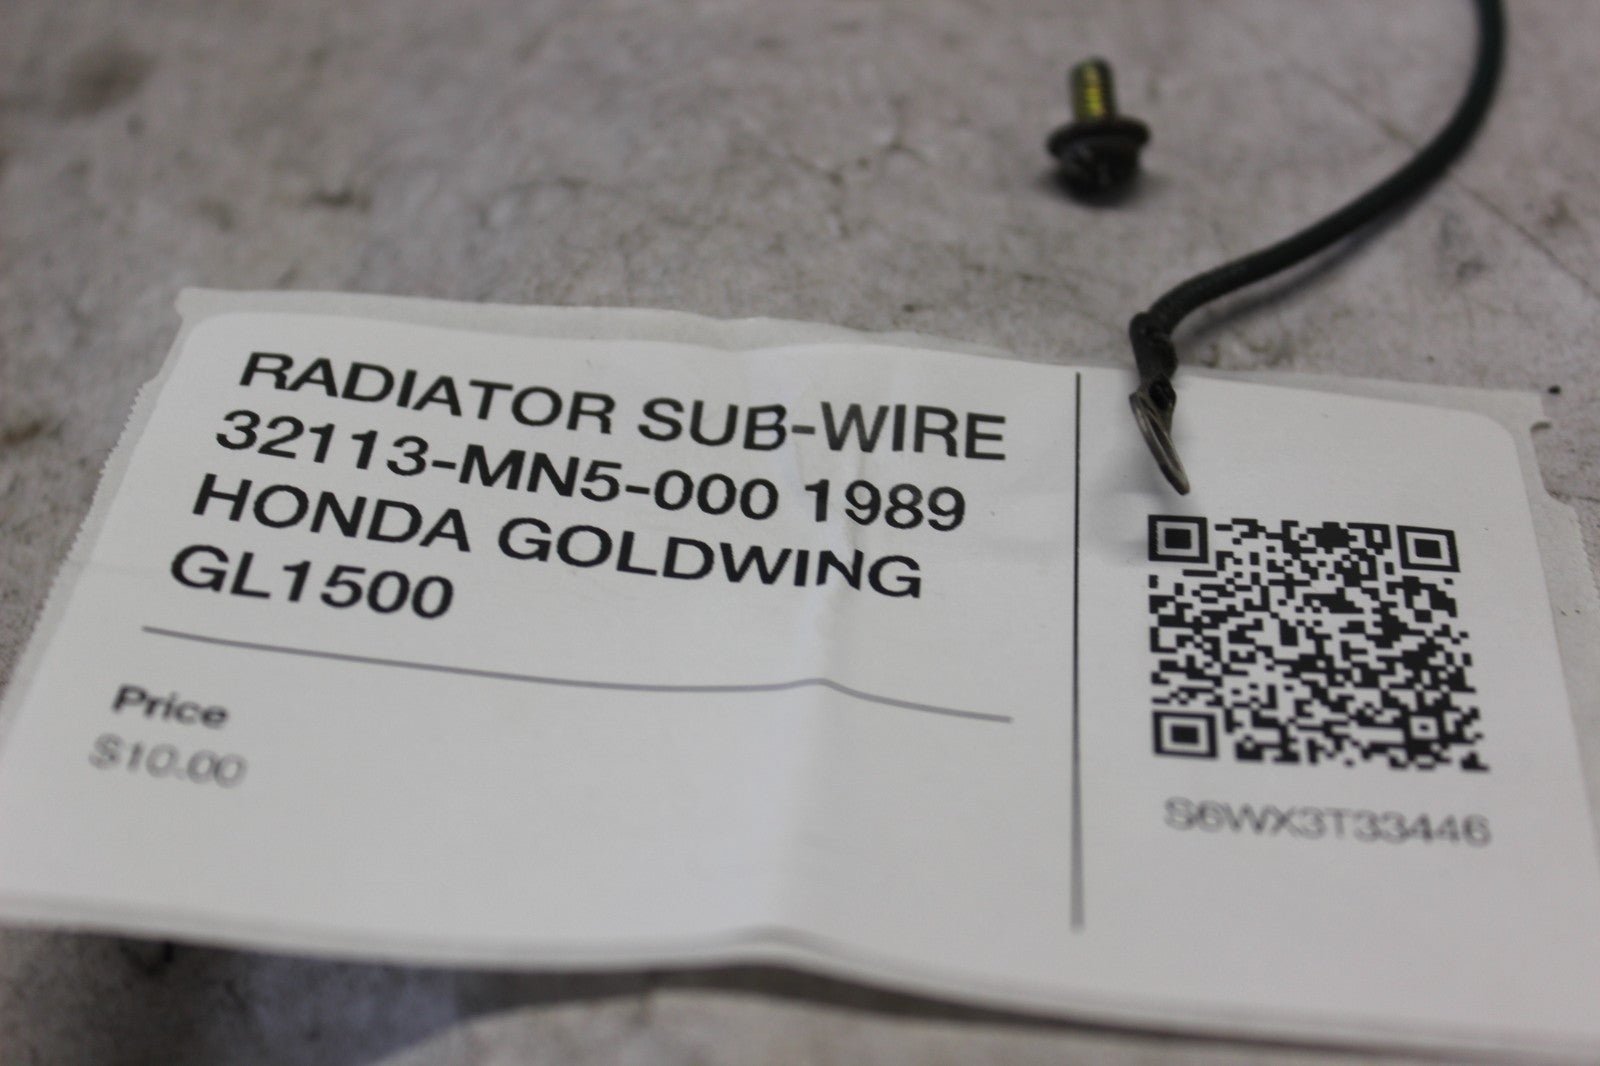 RADIATOR SUB-WIRE
32113-MN5-000 1989
HONDA GOLDWING
GL1500
Price
$10.00
S6WX3T33446